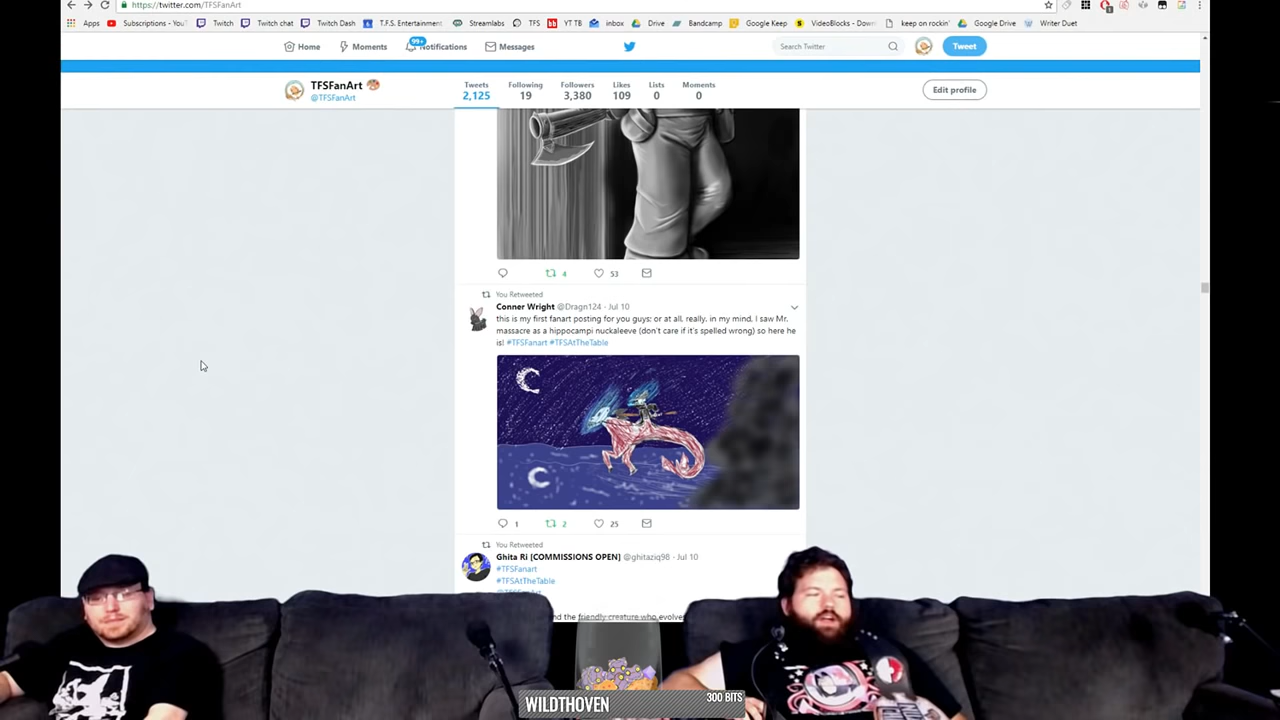 https://twitter.com/TFSFanArt
Apps
Subscriptions - You
Twitch
Twitch chat
Twitch Dash
T.F.S. Entertainment
Streamlabs
TFS
YT TB
inbox
Drive
Bandcamp
Google Keep
VideoBlocks - Down
keep on rockin'
Google Drive
Writer Duet
Home
Moments
99+
Notifications
Messages
Search Twitter
Tweet
TFSFanArt
@TFSFanArt
Tweets
2,125
Following
19
Followers
3,380
Likes
109
Lists
0
Moments
0
Edit profile
4
53
You Retweeted
Conner Wright @Dragn124 · Jul 10
this is my first fanart posting for you guys; or at all, really. in my mind, I saw Mr.
massacre as a hippocampi nuckaleeve (don't care if it's spelled wrong) so here he
is! #TFSFanart #TFSAtTheTable
1
2
25
You Retweeted
Ghita Ri [COMMISSIONS OPEN] @ghitaziq98 · Jul 10
#TFSFanart
#TFSAtTheTable
nd the friendly creature who evolve
WILDTHOVEN
300 BITS